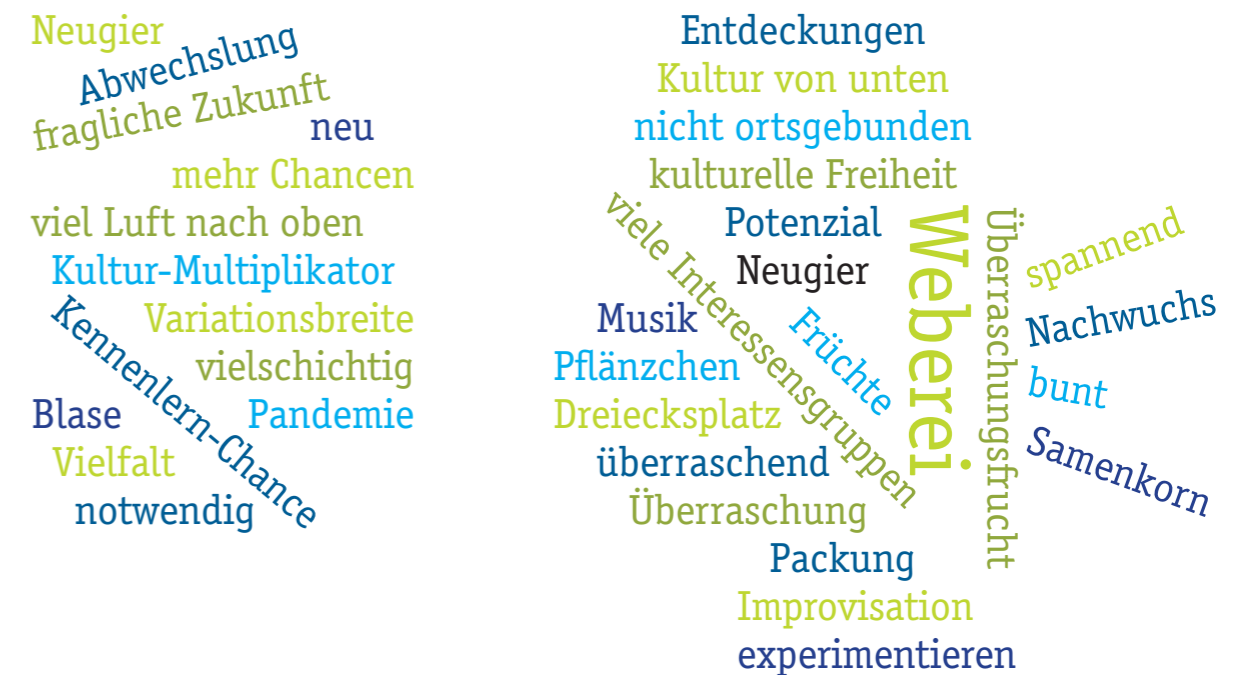 Neugier
Abwechslung
fragliche Zukunft
neu
mehr Chancen
viel Luft nach oben
Kultur-Multiplikator
Kennenlern-Chance
Variationsbreite
vielschichtig
Blase
Pandemie
Vielfalt
notwendig
Entdeckungen
Kultur von unten
nicht ortsgebunden
kulturelle Freiheit
viele Interessensgruppen
Potenzial
Neugier
Musik
Früchte
Pflänzchen
Dreiecksplatz
überraschend
Überraschung
Packung
Improvisation
experimentieren
Weberei
Überraschungsfrucht
spannend
Nachwuchs
bunt
Samenkorn